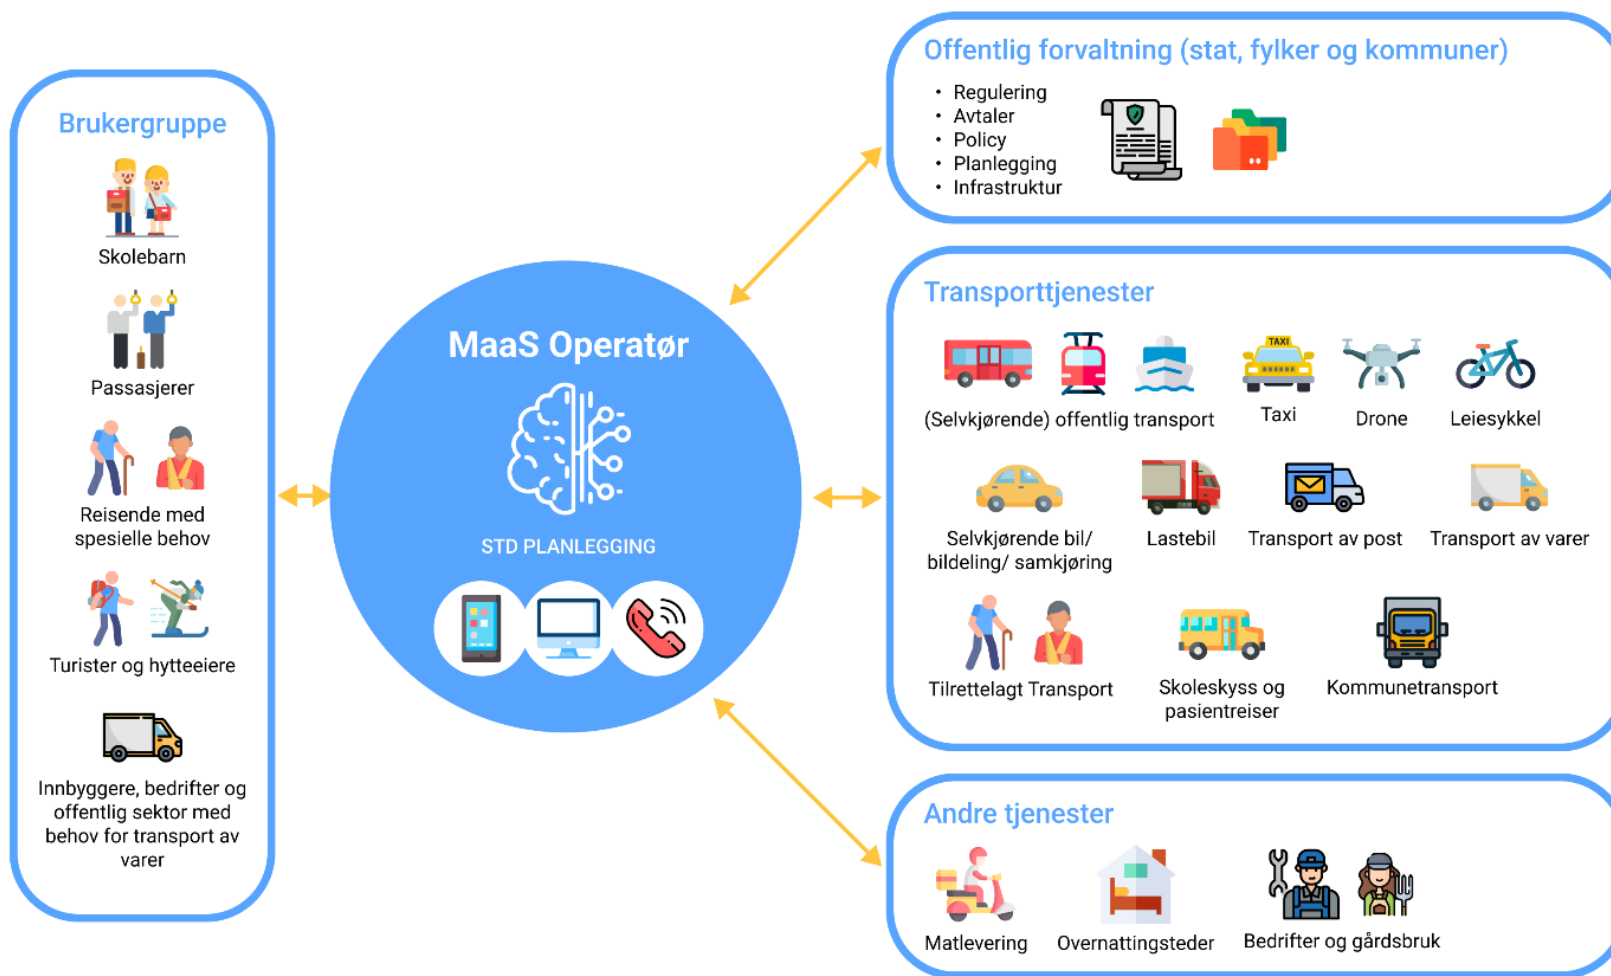 Brukergruppe
Skolebarn
Passasjerer
Reisende med
spesielle behov
Turister og hytteeiere
Innbyggere, bedrifter og
offentlig sektor med
behov for transport av
varer
MaaS Operatør
STD PLANLEGGING
Offentlig forvaltning (stat, fylker og kommuner)
• Regulering
• Avtaler
• Policy
• Planlegging
• Infrastruktur
Transporttjenester
TAXI
(Selvkjørende) offentlig transport
Taxi
Drone
Leiesykkel
Selvkjørende bil/
bildeling/ samkjøring
Lastebil
Transport av post
Transport av varer
Tilrettelagt Transport
Skoleskyss og
pasientreiser
Kommunetransport
Andre tjenester
Matlevering
Overnattingsteder
Bedrifter og gårdsbruk